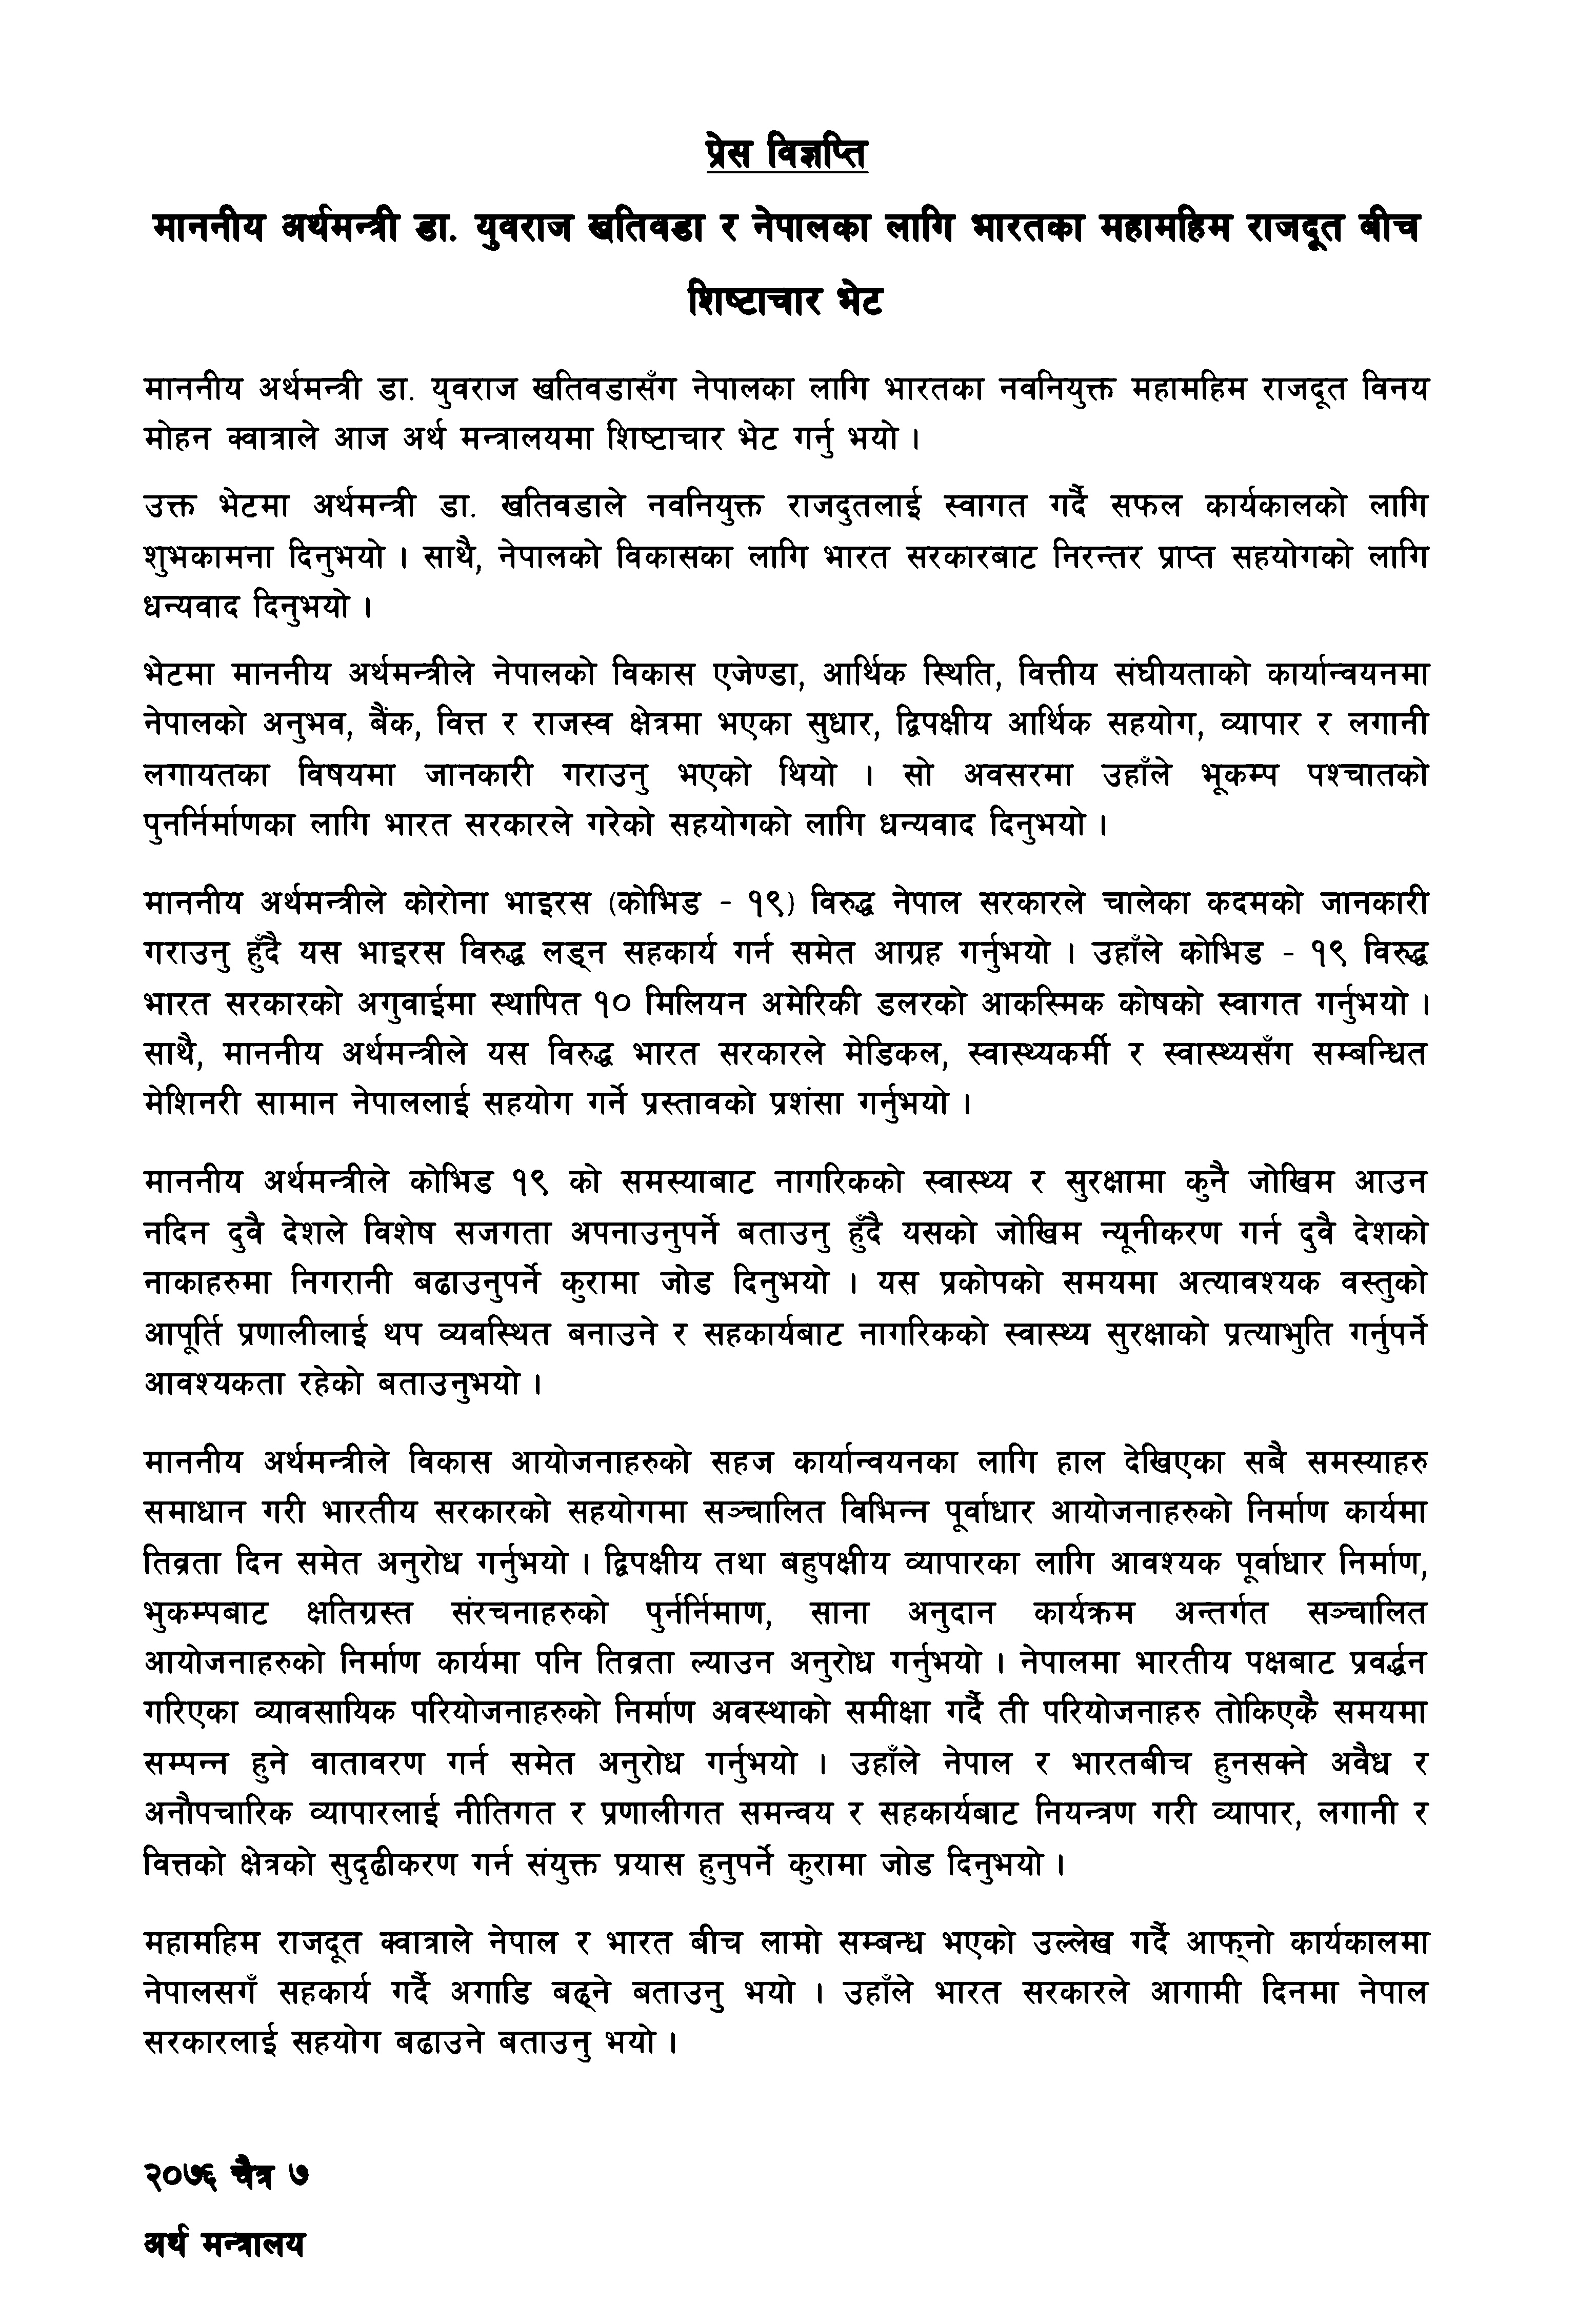 प्रेस विज्ञप्ति
माननीय अर्थमन्त्री डा. युवराज खतिवडा र नेपालका लागि भारतका महामहिम राजदूत बीच
शिष्टाचार भेट
माननीय अर्थमन्त्री डा. युवराज खतिवडासँग नेपालका लागि भारतका नवनियुक्त महामहिम राजदूत विनय
मोहन क्वात्राले आज अर्थ मन्त्रालयमा शिष्टाचार भेट गर्नु भयो ।
उक्त भेटमा अर्थमन्त्री डा. खतिवडाले नवनियुक्त राजदुतलाई स्वागत गर्दै सफल कार्यकालको लागि
शुभकामना दिनुभयो । साथै, नेपालको विकासका लागि भारत सरकारबाट निरन्तर प्राप्त सहयोगको लागि
धन्यवाद दिनुभयो ।
भेटमा माननीय अर्थमन्त्रीले नेपालको विकास एजेण्डा, आर्थिक स्थिति, वित्तीय संघीयताको कार्यान्वयनमा
नेपालको अनुभव, बैंक, वित्त र राजस्व क्षेत्रमा भएका सुधार, द्विपक्षीय आर्थिक सहयोग, व्यापार र लगानी
लगायतका विषयमा जानकारी गराउनु भएको थियो । सो अवसरमा उहाँले भूकम्प पश्चातको
पुनर्निर्माणका लागि भारत सरकारले गरेको सहयोगको लागि धन्यवाद दिनुभयो ।
माननीय अर्थमन्त्रीले कोरोना भाइरस (कोभिड - १९) विरुद्ध नेपाल सरकारले चालेका कदमको जानकारी
गराउनु हुँदै यस भाइरस विरुद्ध लड्न सहकार्य गर्न समेत आग्रह गर्नुभयो । उहाँले कोभिड - १९ विरुद्ध
भारत सरकारको अगुवाईमा स्थापित १० मिलियन अमेरिकी डलरको आकस्मिक कोषको स्वागत गर्नुभयो ।
साथै, माननीय अर्थमन्त्रीले यस विरुद्ध भारत सरकारले मेडिकल, स्वास्थ्यकर्मी र स्वास्थ्यसँग सम्बन्धित
मेशिनरी सामान नेपाललाई सहयोग गर्ने प्रस्तावको प्रशंसा गर्नुभयो ।
माननीय अर्थमन्त्रीले कोभिड १९ को समस्याबाट नागरिकको स्वास्थ्य र सुरक्षामा कुनै जोखिम आउन
नदिन दुवै देशले विशेष सजगता अपनाउनुपर्ने बताउनु हुँदै यसको जोखिम न्यूनीकरण गर्न दुवै देशको
नाकाहरुमा निगरानी बढाउनुपर्ने कुरामा जोड दिनुभयो । यस प्रकोपको समयमा अत्यावश्यक वस्तुको
आपूर्ति प्रणालीलाई थप व्यवस्थित बनाउने र सहकार्यबाट नागरिकको स्वास्थ्य सुरक्षाको प्रत्याभुति गर्नुपर्ने
आवश्यकता रहेको बताउनुभयो ।
माननीय अर्थमन्त्रीले विकास आयोजनाहरुको सहज कार्यान्वयनका लागि हाल देखिएका सबै समस्याहरु
समाधान गरी भारतीय सरकारको सहयोगमा सञ्चालित विभिन्न पूर्वाधार आयोजनाहरुको निर्माण कार्यमा
तिव्रता दिन समेत अनुरोध गर्नुभयो । द्विपक्षीय तथा बहुपक्षीय व्यापारका लागि आवश्यक पूर्वाधार निर्माण,
भुकम्पबाट क्षतिग्रस्त संरचनाहरुको पुर्नर्निमाण, साना अनुदान कार्यक्रम अन्तर्गत सञ्चालित
आयोजनाहरुको निर्माण कार्यमा पनि तिव्रता ल्याउन अनुरोध गर्नुभयो । नेपालमा भारतीय पक्षबाट प्रवर्द्धन
गरिएका व्यावसायिक परियोजनाहरुको निर्माण अवस्थाको समीक्षा गर्दै ती परियोजनाहरु तोकिएकै समयमा
सम्पन्न हुने वातावरण गर्न समेत अनुरोध गर्नुभयो । उहाँले नेपाल र भारतबीच हुनसक्ने अवैध र
अनौपचारिक व्यापारलाई नीतिगत र प्रणालीगत समन्वय र सहकार्यबाट नियन्त्रण गरी व्यापार, लगानी र
वित्तको क्षेत्रको सुदृढीकरण गर्न संयुक्त प्रयास हुनुपर्ने कुरामा जोड दिनुभयो ।
महामहिम राजदूत क्वात्राले नेपाल र भारत बीच लामो सम्बन्ध भएको उल्लेख गर्दै आफ्नो कार्यकालमा
नेपालसगँ सहकार्य गर्दै अगाडि बढ्ने बताउनु भयो । उहाँले भारत सरकारले आगामी दिनमा नेपाल
सरकारलाई सहयोग बढाउने बताउनु भयो ।
२०७६ चैत्र ७
अर्थ मन्त्रालय